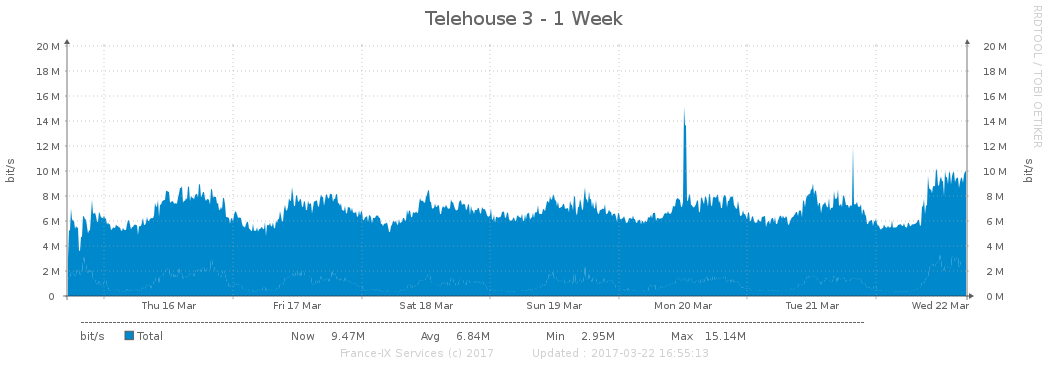 Telehouse 3 - 1 Week
RRDTOOL / TOBI OETIKER
bit/s
20 M
18 M
16 M
14 M
12 M
10 M
8 M
6 M
4 M
2 M
0
20 M
18 M
16 M
14 M
12 M
10 M
8 M
6 M
4 M
2 M
0 M
bit/s
Thu 16 Mar Fri 17 Mar Sat 18 Mar Sun 19 Mar Mon 20 Mar Tue 21 Mar Wed 22 Mar
bit/s Total Now 9.47M Avg 6.84M Min 2.95M Max 15.14M
France-IX Services (c) 2017 Updated : 2017-03-22 16:55:13